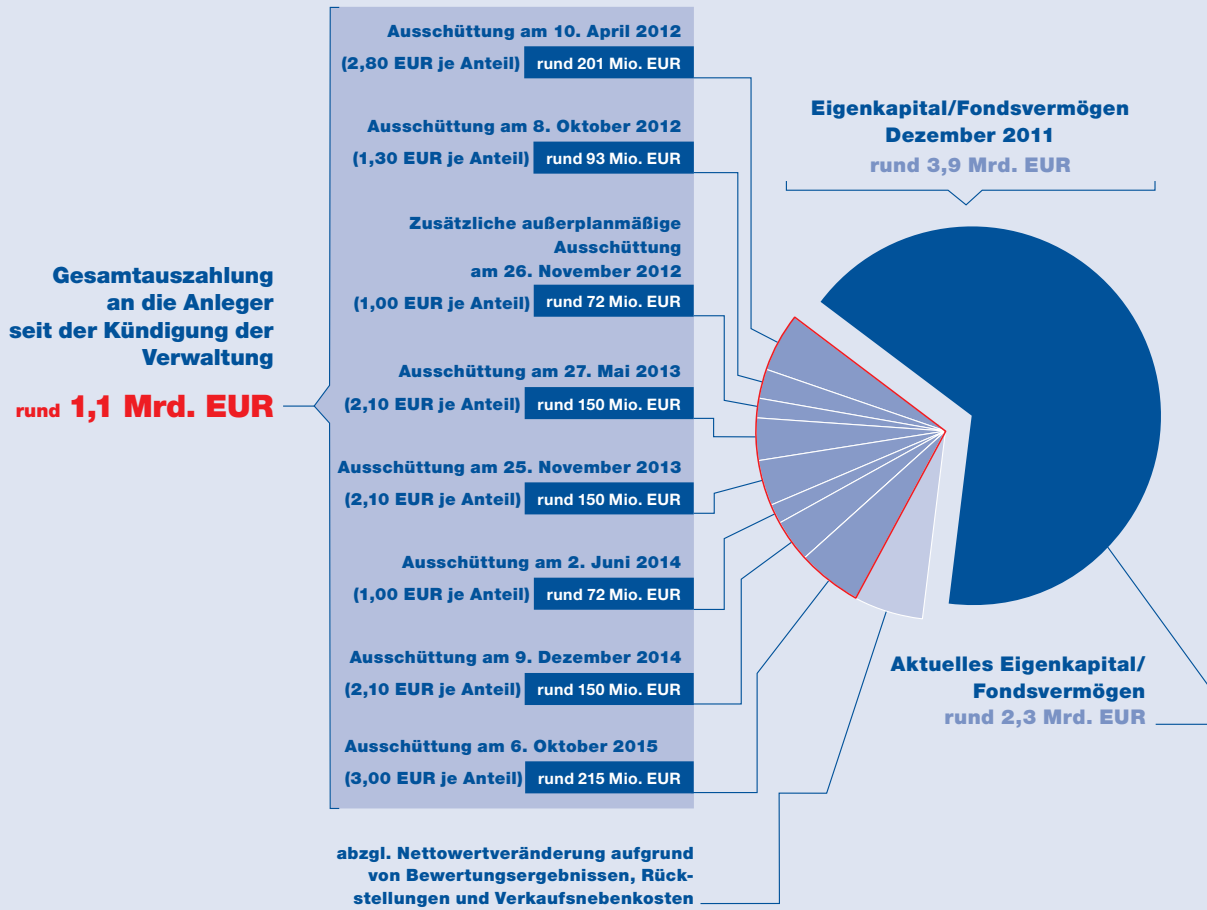 Ausschüttung am 10. April 2012
(2,80 EUR je Anteil) rund 201 Mio. EUR
Ausschüttung am 8. Oktober 2012
(1,30 EUR je Anteil) rund 93 Mio. EUR
Zusätzliche außerplanmäßige
Ausschüttung
am 26. November 2012
(1,00 EUR je Anteil) rund 72 Mio. EUR
Ausschüttung am 27. Mai 2013
(2,10 EUR je Anteil) rund 150 Mio. EUR
Ausschüttung am 25. November 2013
(2,10 EUR je Anteil) rund 150 Mio. EUR
Ausschüttung am 2. Juni 2014
(1,00 EUR je Anteil) rund 72 Mio. EUR
Ausschüttung am 9. Dezember 2014
(2,10 EUR je Anteil) rund 150 Mio. EUR
Ausschüttung am 6. Oktober 2015
(3,00 EUR je Anteil) rund 215 Mio. EUR
Gesamtauszahlung
an die Anleger
seit der Kündigung der
Verwaltung
rund 1,1 Mrd. EUR
Eigenkapital/Fondsvermögen
Dezember 2011
rund 3,9 Mrd. EUR
Aktuelles Eigenkapital/
Fondsvermögen
rund 2,3 Mrd. EUR
abzgl. Nettowertveränderung aufgrund
von Bewertungsergebnissen, Rück-
stellungen und Verkaufsnebenkosten